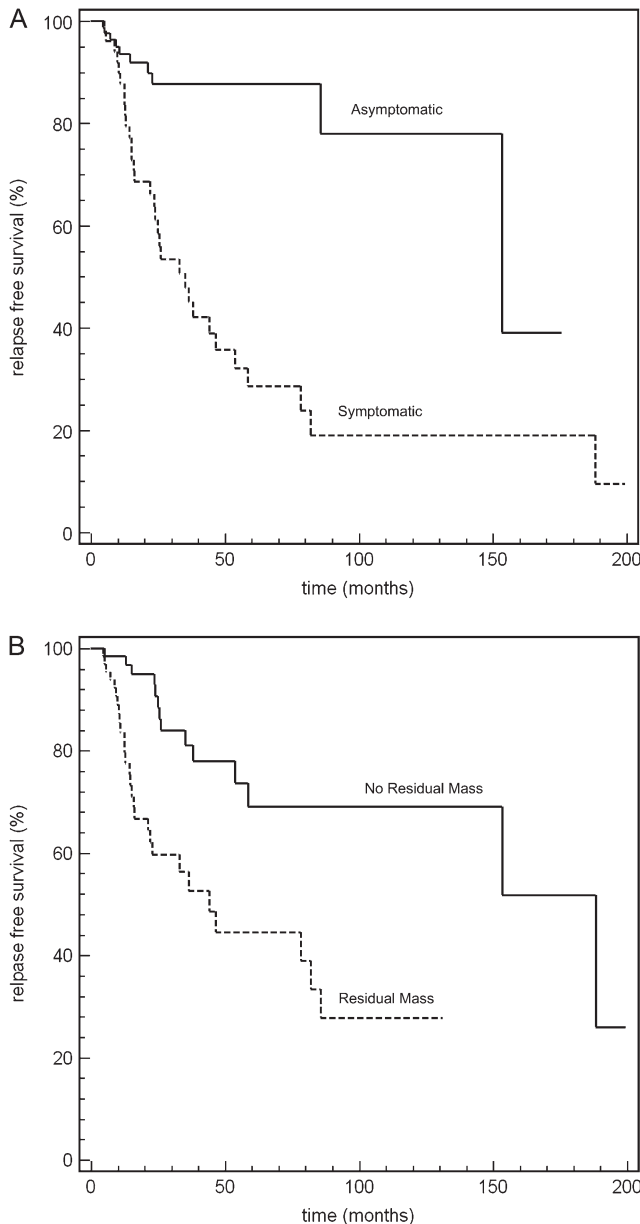 A
100
80
60
40
20
0
relapse free survival (%)
Asymptomatic
Symptomatic
0 50 100 150 200
time (months)
B
100
80
60
40
20
0
relpase free survival (%)
No Residual Mass
Residual Mass
0 50 100 150 200
time (months)